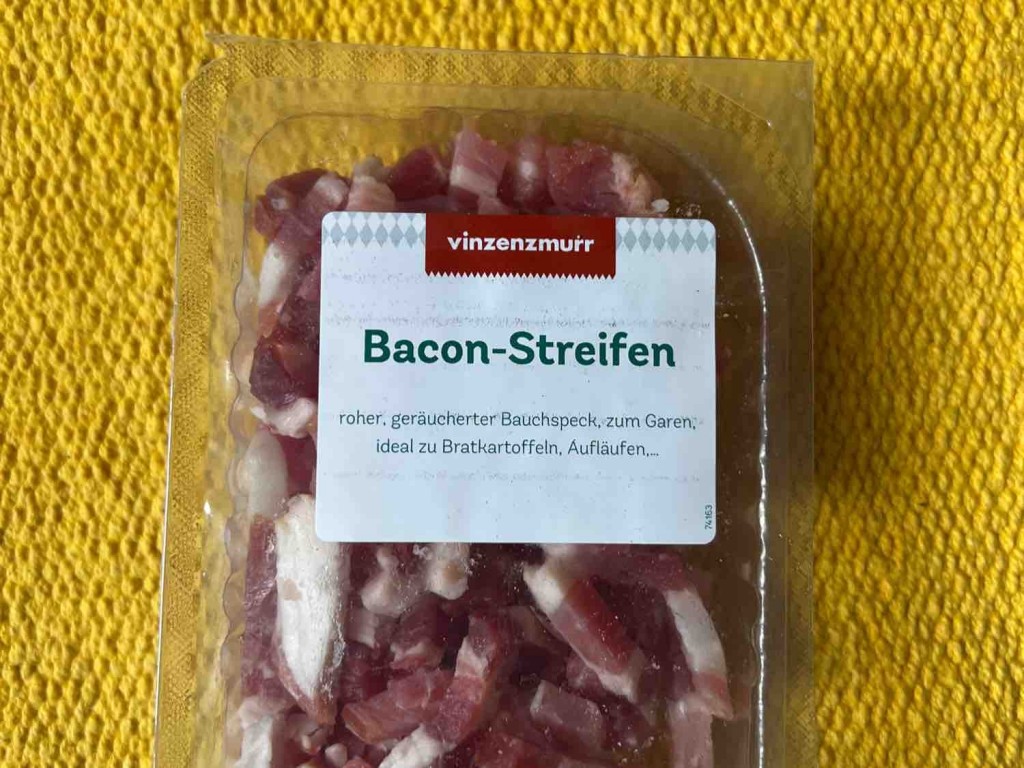 vinzenzmurr
Bacon-Streifen
roher, geräucherter Bauchspeck, zum Garen,
ideal zu Bratkartoffeln, Aufläufen,...
74163